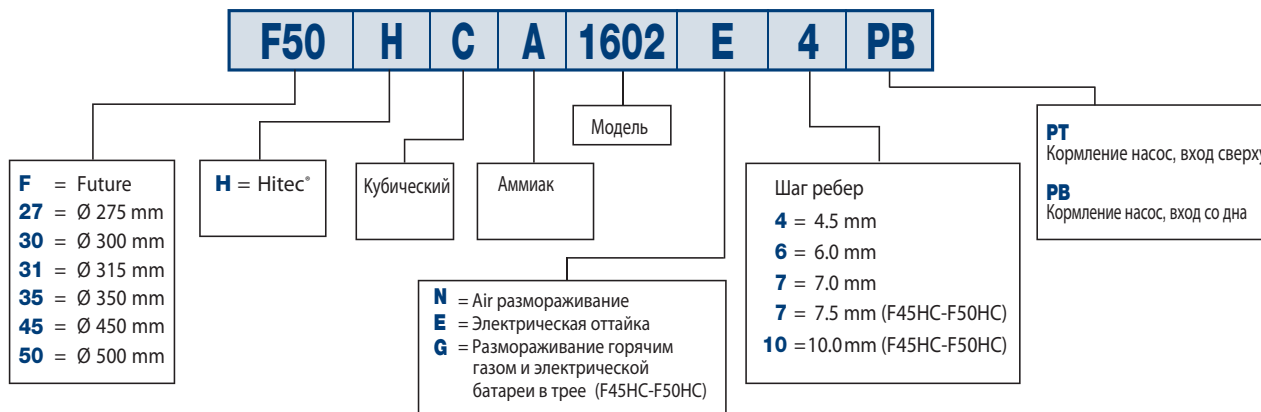 F50 H C A 1602 E 4 PB
F = Future
27 = Ø 275 mm
30 = Ø 300 mm
31 = Ø 315 mm
35 = Ø 350 mm
45 = Ø 450 mm
50 = Ø 500 mm
H = Hitec®
Кубический
Аммиак
Модель
N = Air размораживание
E = Электрическая оттайка
G = Размораживание горячим
газом и электрической
батареи в трее (F45HC-F50HC)
Шаг ребер
4 = 4.5 mm
6 = 6.0 mm
7 = 7.0 mm
7 = 7.5 mm (F45HC-F50HC)
10 = 10.0 mm (F45HC-F50HC)
PT
Кормление насос, вход сверху
PB
Кормление насос, вход со дна